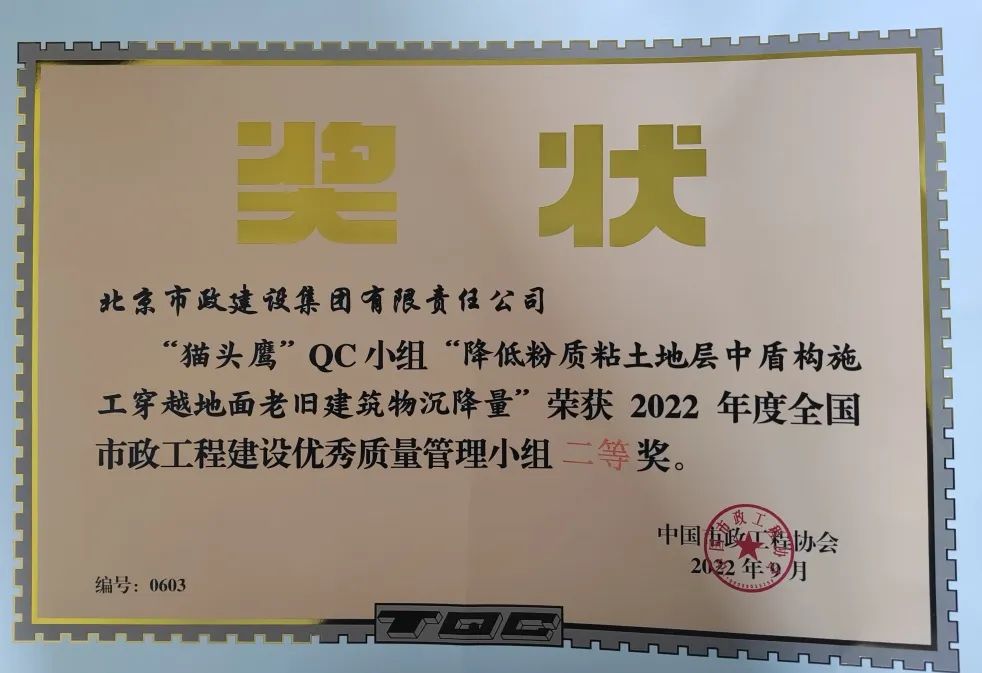 奖状
北京市政建设集团有限责任公司
“猫头鹰”QC小组“降低粉质粘土地层中盾构施
工穿越地面老旧建筑物沉降量”荣获 2022 年度全国
市政工程建设优秀质量管理小组二等奖。
中国市政工程协会
2022年9月
编号：0603
TQC